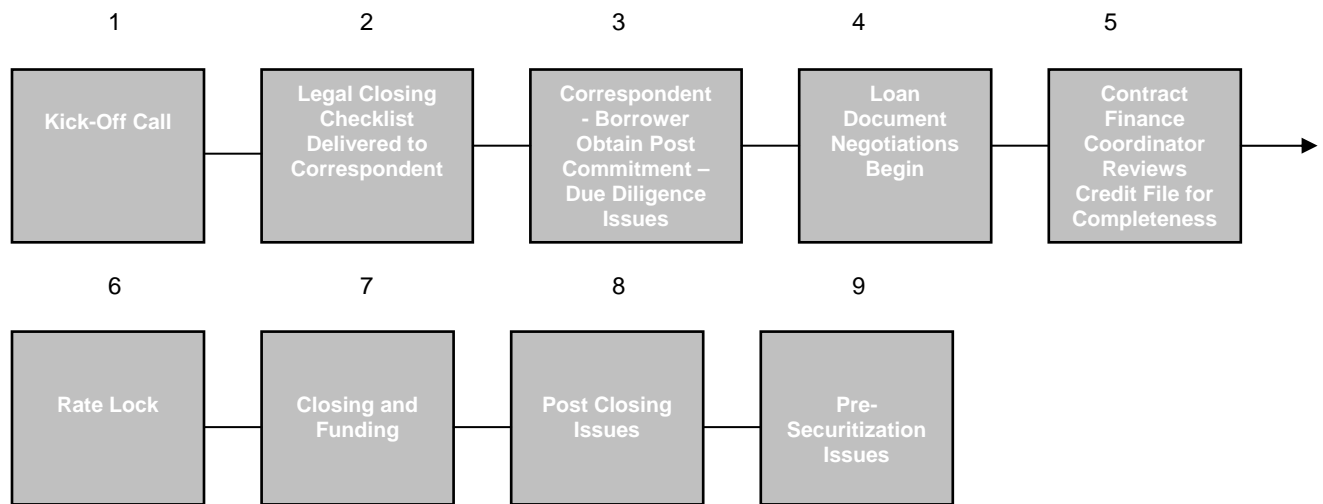 1
2
3
4
5
Kick-Off Call
Legal Closing
Checklist
Delivered to
Correspondent
Correspondent
- Borrower
Obtain Post
Commitment –
Due Diligence
Issues
Loan
Document
Negotiations
Begin
Contract
Finance
Coordinator
Reviews
Credit File for
Completeness
6
7
8
9
Rate Lock
Closing and
Funding
Post Closing
Issues
Pre-
Securitization
Issues